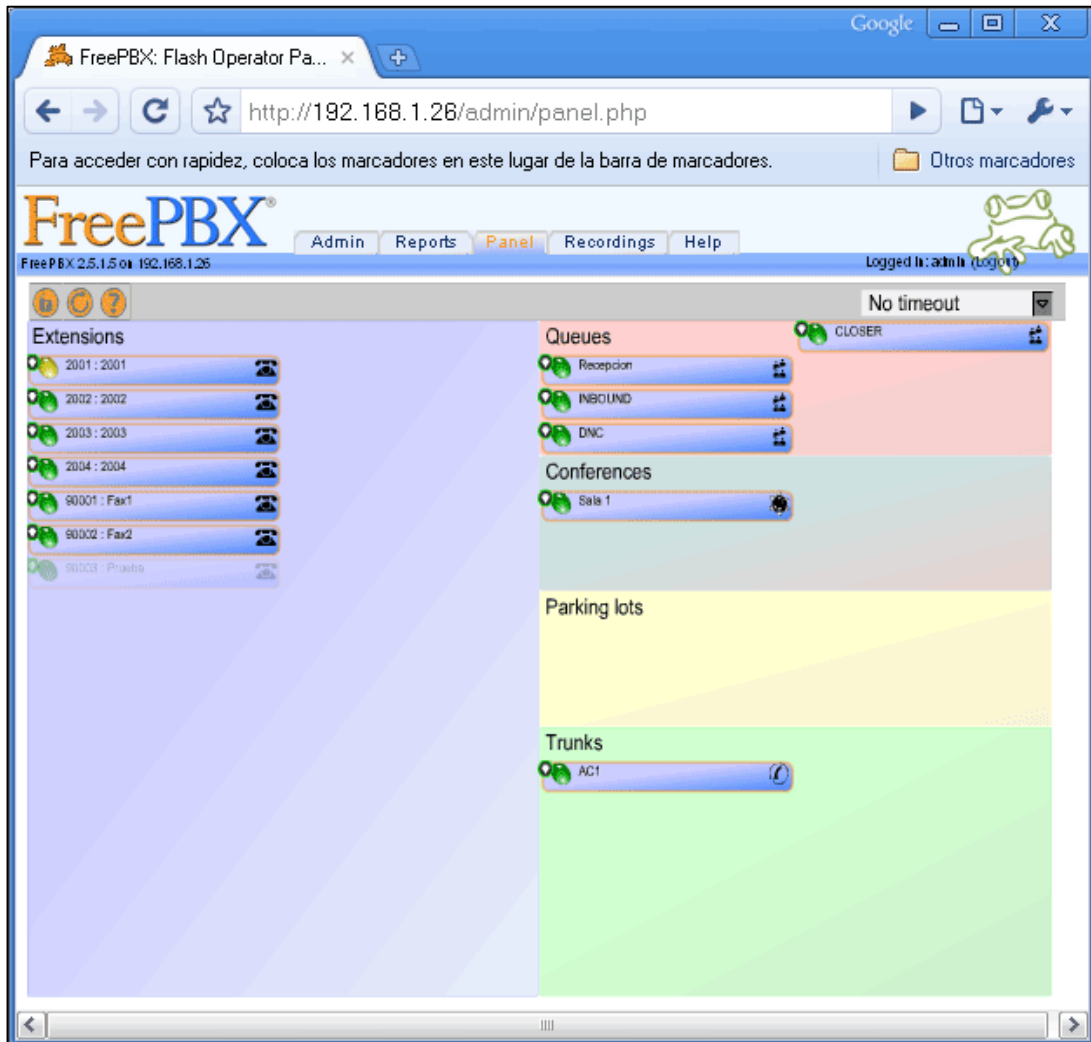 Google
FreePBX: Flash Operator Pa...
http://192.168.1.26/admin/panel.php
Para acceder con rapidez, coloca los marcadores en este lugar de la barra de marcadores.
Otros marcadores
FreePBX®
Admin Reports Panel Recordings Help
FreePBX 2.5.1.5 on 192.168.1.26
Logged in: admin (Logout)
No timeout
Extensions
2001 : 2001
2002 : 2002
2003 : 2003
2004 : 2004
90001 : Fax1
90002 : Fax2
90003 : Prueba
Queues
CLOSER
Recepcion
INBOUND
DNC
Conferences
Sala 1
Parking lots
Trunks
AC1